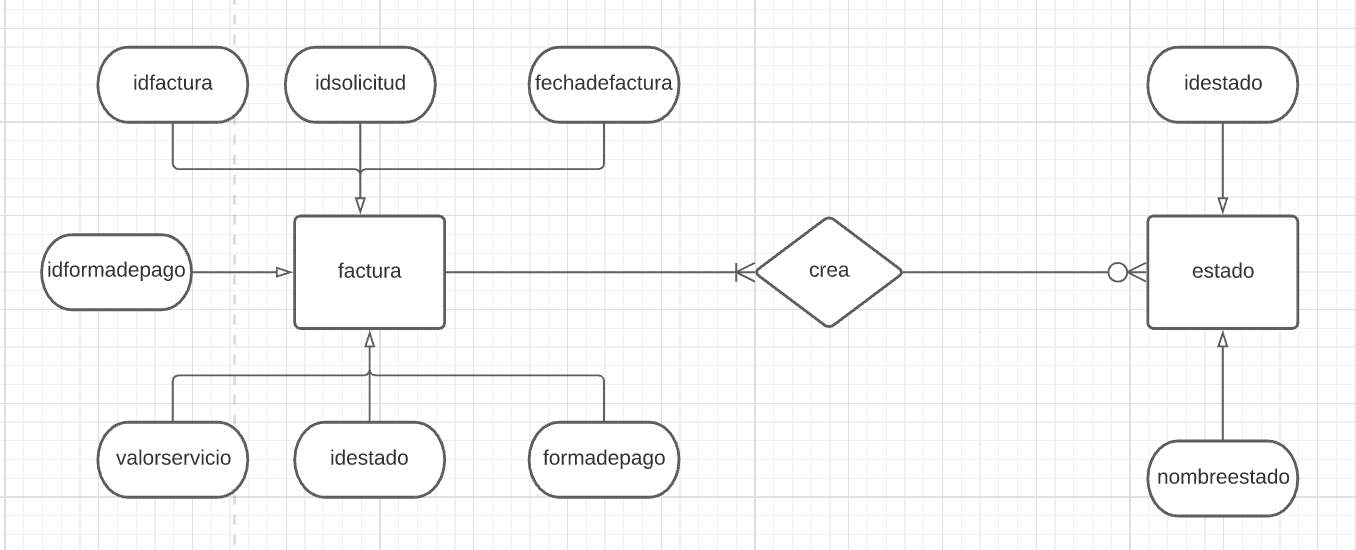 idfactura
idsolicitud
fechadefactura
idestado
idformadepago
factura
crea
estado
valorservicio
idestado
formadepago
nombreestado